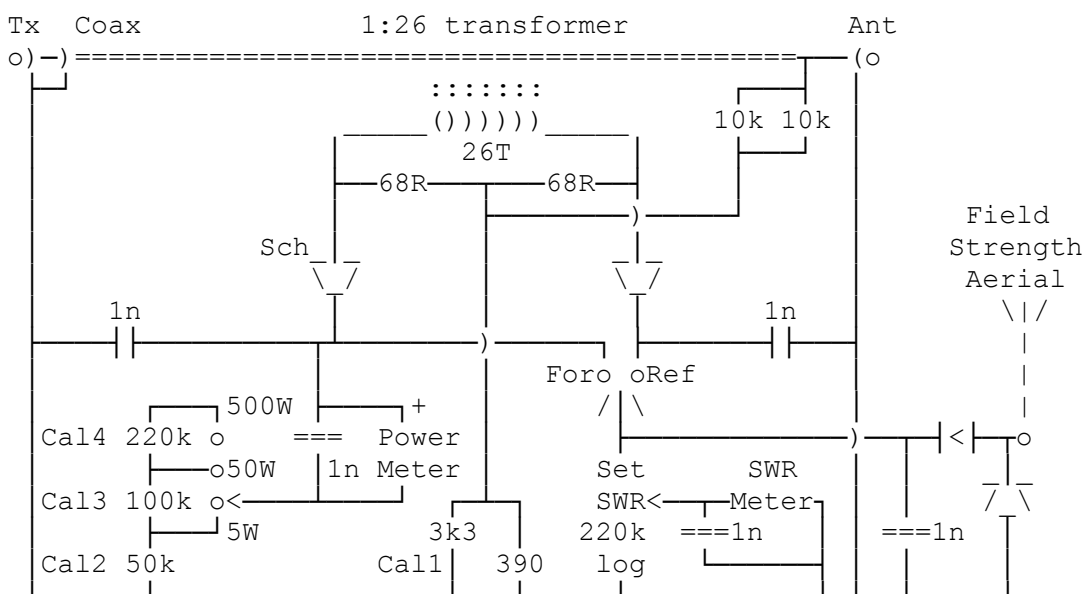 Tx Coax 1:26 transformer Ant
10k 10k
26T
68R 68R
Field
Sch Strength
Aerial
1n 1n
For Ref
500W +
Cal4 220k Power
50W 1n Meter Set SWR
Cal3 100k SWR Meter
5W 3k3 220k 1n 1n
Cal2 50k Cal1 390 log